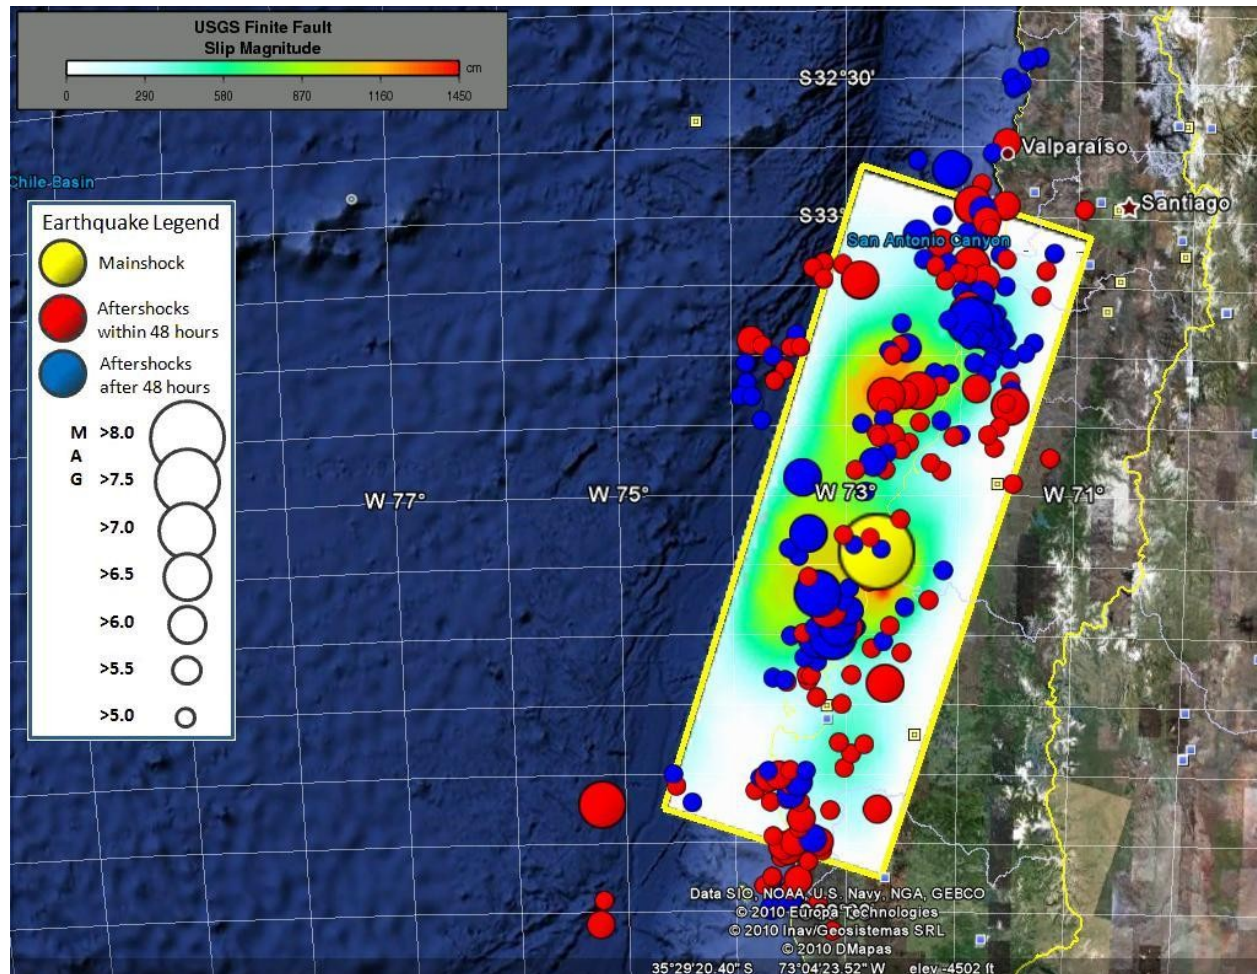 USGS Finite Fault
Slip Magnitude
cm
0 290 580 870 1160 1450
S32°30'
Valparaíso
Chile Basin
Santiago
S33°
San Antonio Canyon
Earthquake Legend
Mainshock
Aftershocks
within 48 hours
Aftershocks
after 48 hours
M
A
G
>8.0
>7.5
>7.0
>6.5
>6.0
>5.5
>5.0
W 77°
W 75°
W 73°
W 71°
Data SIO, NOAA, U.S. Navy, NGA, GEBCO
© 2010 Europa Technologies
© 2010 Inav/Geosistemas SRL
© 2010 DMapas
35°29'20.40" S 73°04'23.52" W elev -4502 ft